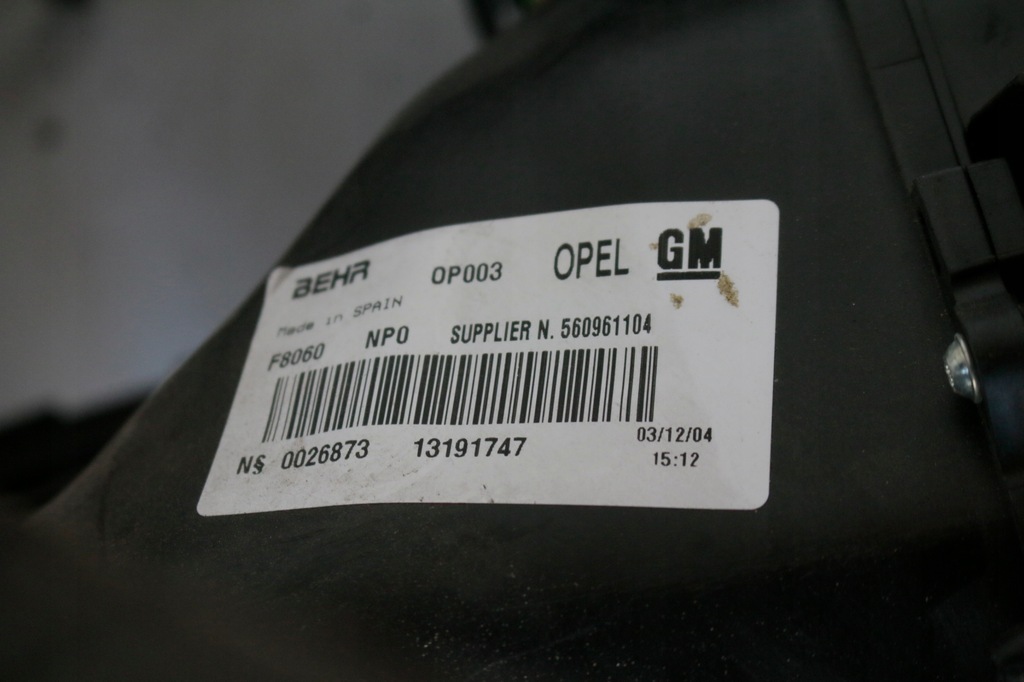 BEHR OP003 OPEL GM
Made in SPAIN
F8060 NPO SUPPLIER N. 560961104
N§ 0026873 13191747 03/12/04
15:12